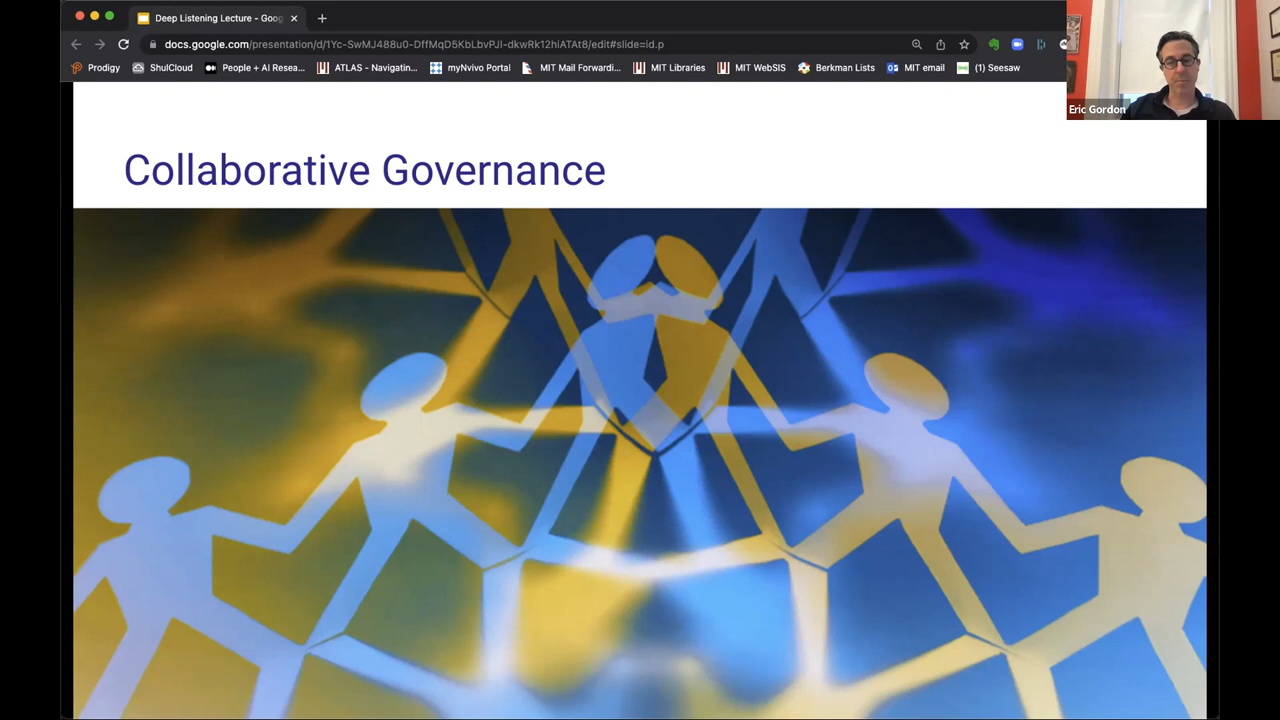 Deep Listening Lecture - Goog
docs.google.com/presentation/d/1Yc-SwMJ488u0-DffMqD5KbLbvPJI-dkwRk12hiATAt8/edit#slide=id.p
Prodigy ShulCloud People + AI Resea... ATLAS - Navigatin... myNorth Portal MIT Mail Forwardi... MIT Libraries MIT WebSIS Berkman Lists MIT email (1) Seesaw
Eric Gordon
Collaborative Governance